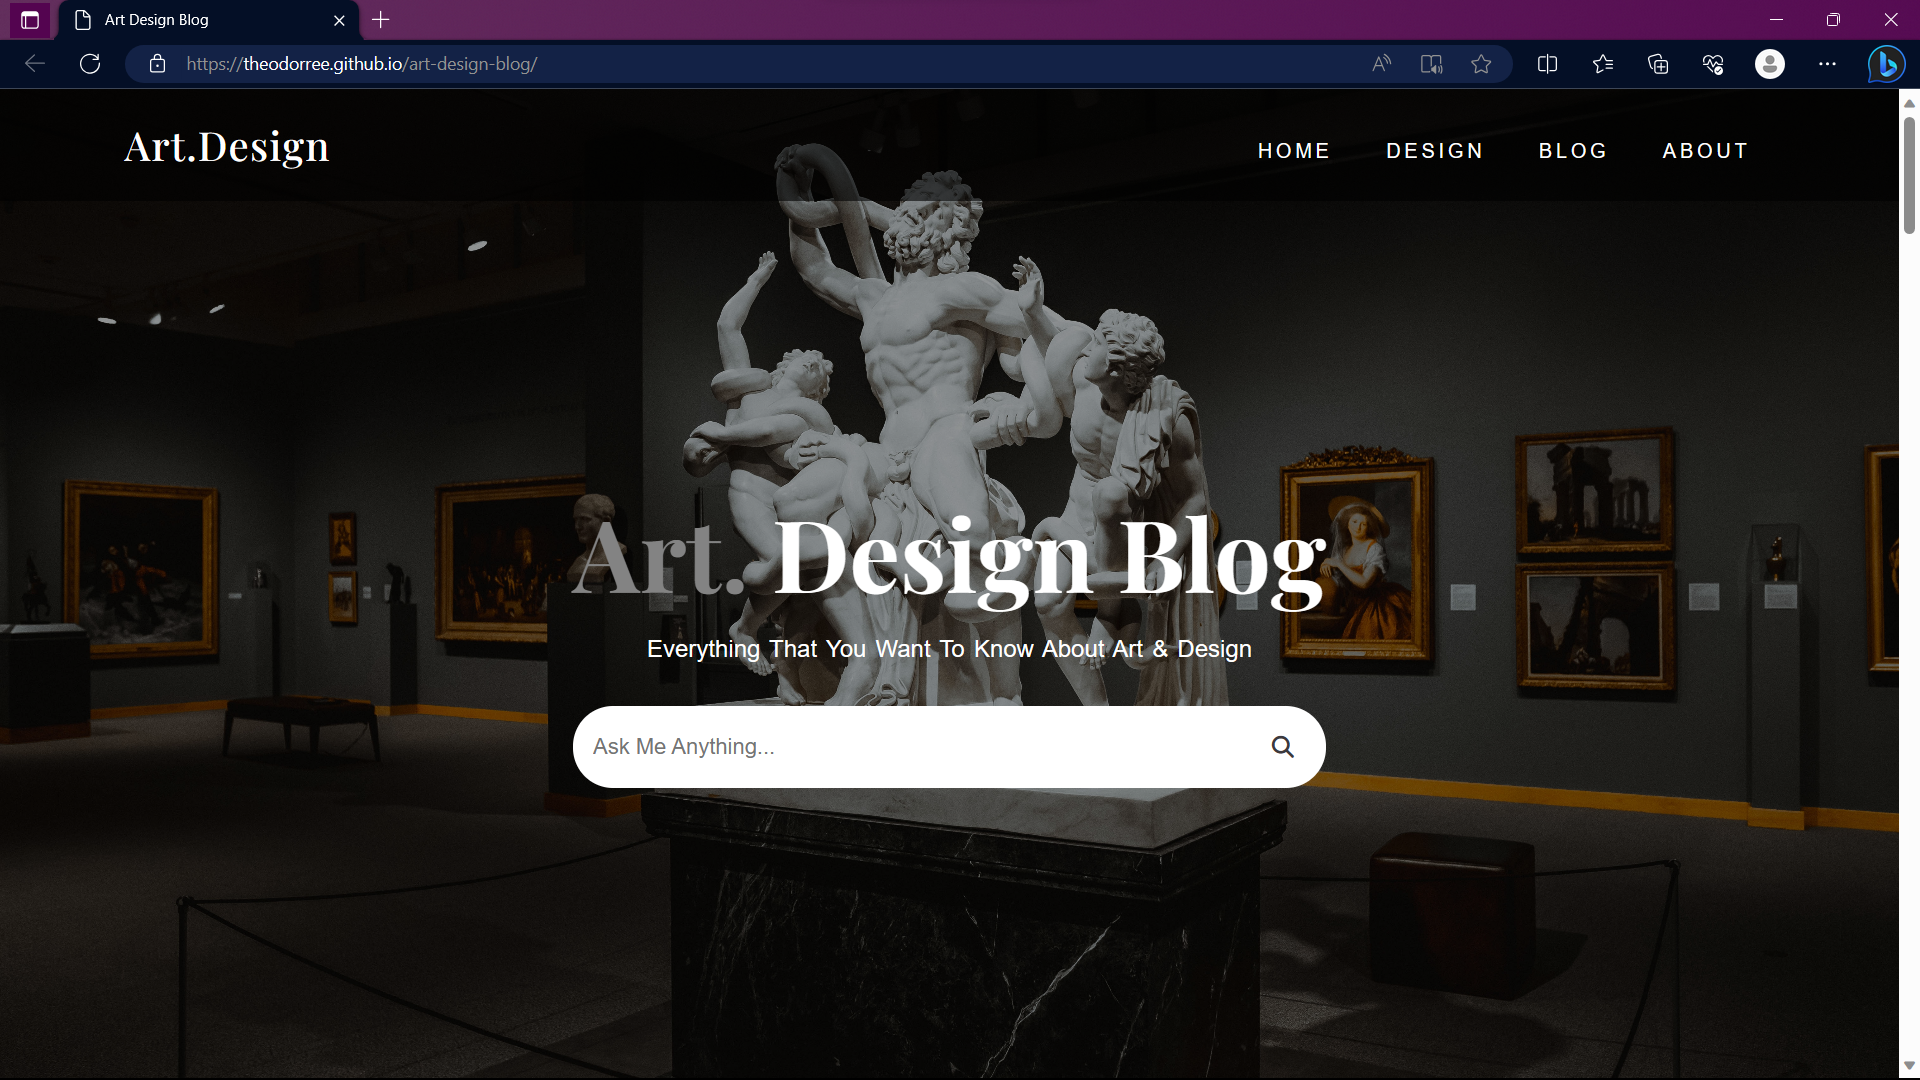 Art Design Blog
https://theodorree.github.io/art-design-blog/
Art.Design
HOME
DESIGN
BLOG
ABOUT
Art. Design Blog
Everything That You Want To Know About Art & Design
Ask Me Anything...